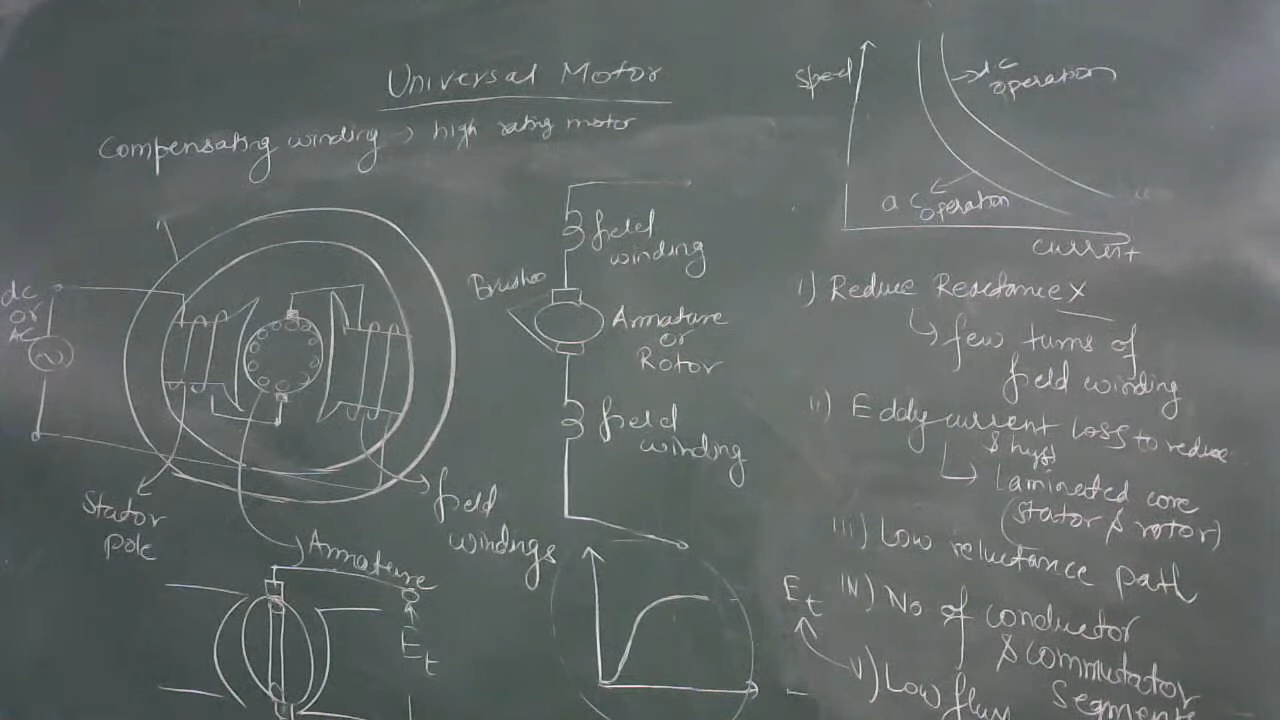 Universal Motor
Compensating winding → high rating motor
Speed
dc
operation
ac
operation
current
dc
or
AC
Stator
pole
field
windings
Armature
Et
field
winding
Armature
or
Rotor
field
winding
i) Reduce Reactance X
↳ few turns of
field winding
ii) Eddy current loss to reduce
& hyst
↳ laminated core
(stator & rotor)
iii) Low reluctance path
Et
IV) No of conductor
& commutator
segment
V) Low flux